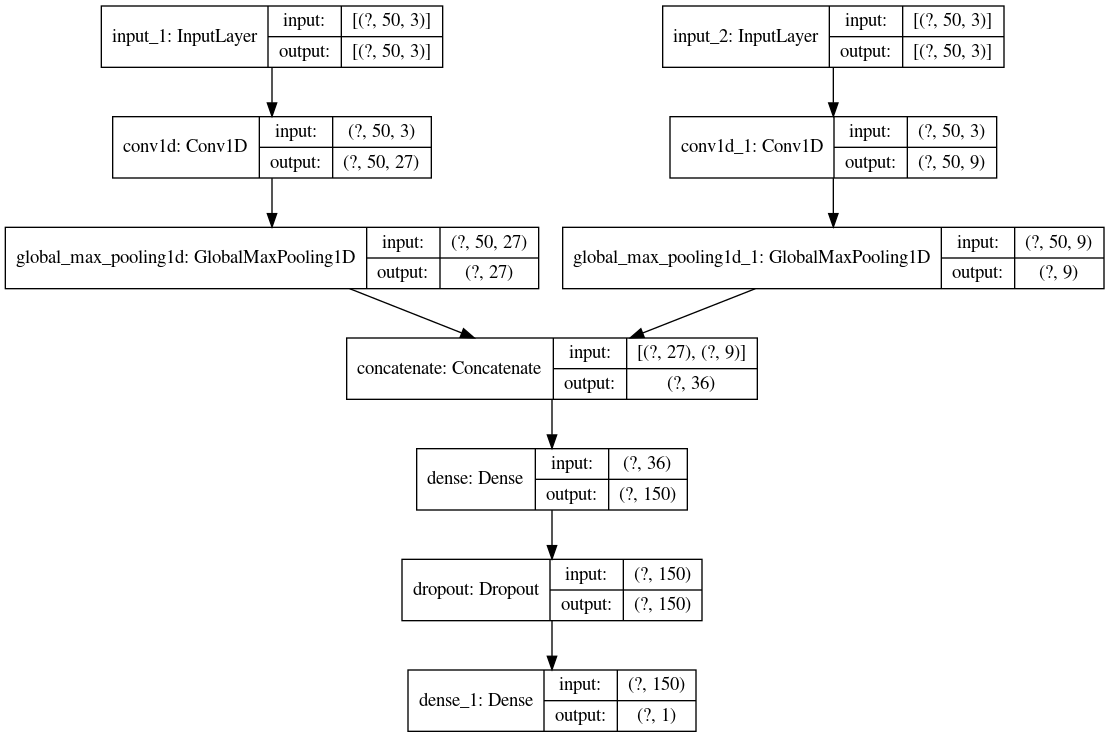 input_1: InputLayer
input: [(?, 50, 3)]
output: [(?, 50, 3)]
input_2: InputLayer
input: [(?, 50, 3)]
output: [(?, 50, 3)]
conv1d: Conv1D
input: (?, 50, 3)
output: (?, 50, 27)
conv1d_1: Conv1D
input: (?, 50, 3)
output: (?, 50, 9)
global_max_pooling1d: GlobalMaxPooling1D
input: (?, 50, 27)
output: (?, 27)
global_max_pooling1d_1: GlobalMaxPooling1D
input: (?, 50, 9)
output: (?, 9)
concatenate: Concatenate
input: [(?, 27), (?, 9)]
output: (?, 36)
dense: Dense
input: (?, 36)
output: (?, 150)
dropout: Dropout
input: (?, 150)
output: (?, 150)
dense_1: Dense
input: (?, 150)
output: (?, 1)